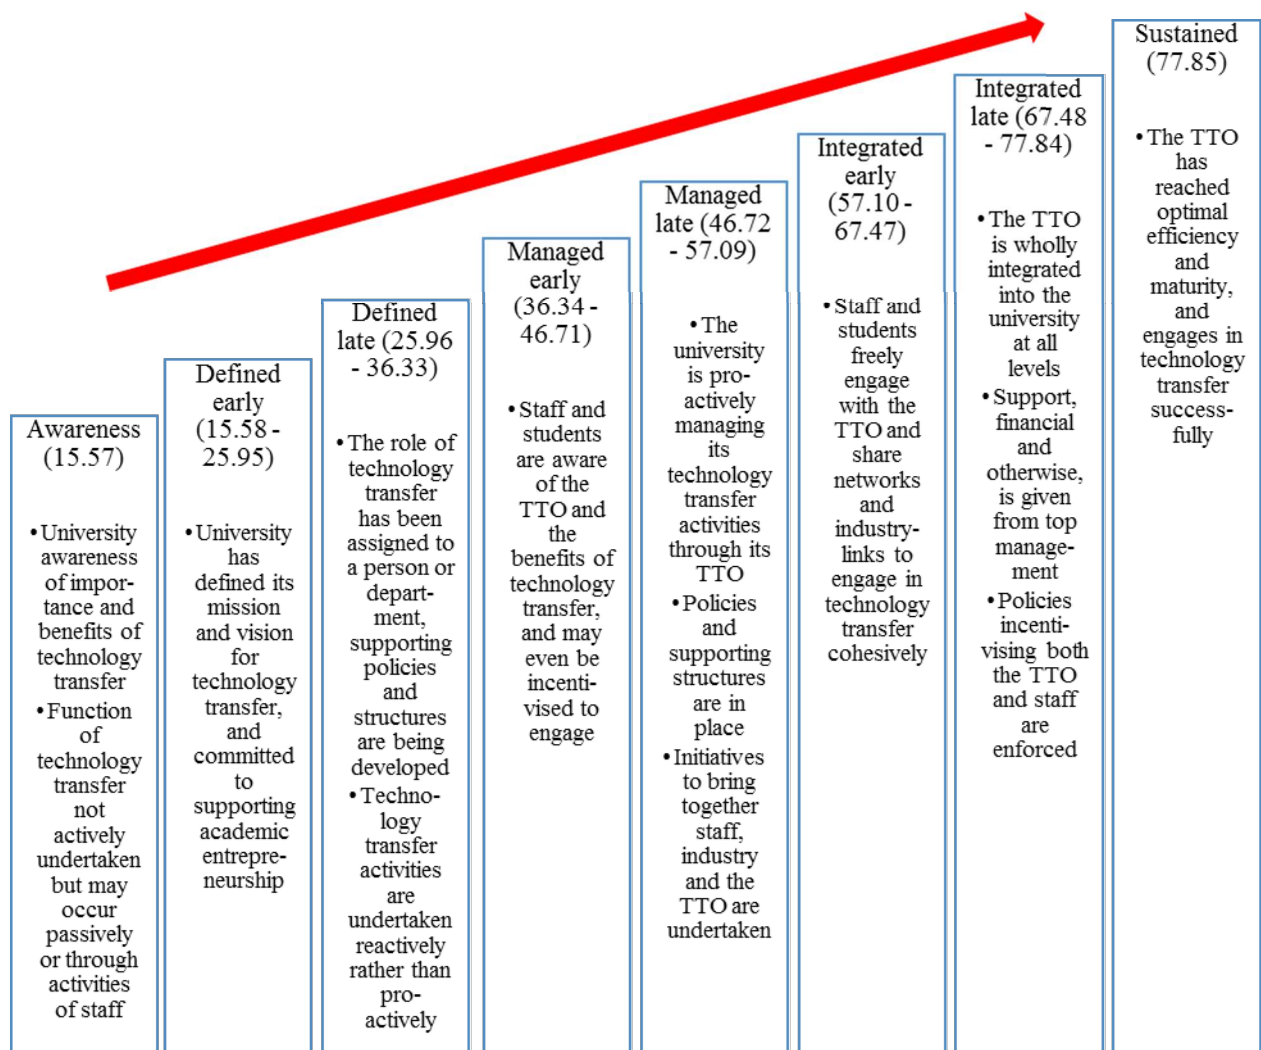 Awareness
(15.57)
• University
awareness
of impor-
tance and
benefits of
technology
transfer
• Function
of
technology
transfer
not
actively
undertaken
but may
occur
passively
or through
activities
of staff
Defined
early
(15.58 -
25.95)
• University
has
defined its
mission
and vision
for
technology
transfer,
and
committed
to
supporting
academic
entrepre-
neurship
Defined
late (25.96
- 36.33)
• The role of
technology
transfer
has been
assigned to
a person or
depart-
ment,
supporting
policies
and
structures
are being
developed
• Techno-
logy
transfer
activities
are
undertaken
reactively
rather than
pro-
actively
Managed
early
(36.34 -
46.71)
• Staff and
students
are aware
of the
TTO and
the
benefits of
technology
transfer,
and may
even be
incenti-
vised to
engage
Managed
late (46.72
- 57.09)
• The
university
is pro-
actively
managing
its
technology
transfer
activities
through its
TTO
• Policies
and
supporting
structures
are in
place
• Initiatives
to bring
together
staff,
industry
and the
TTO are
undertaken
Integrated
early
(57.10 -
67.47)
• Staff and
students
freely
engage
with the
TTO and
share
networks
and
industry-
links to
engage in
technology
transfer
cohesively
Integrated
late (67.48
- 77.84)
• The TTO
is wholly
integrated
into the
university
at all
levels
• Support,
financial
and
otherwise,
is given
from top
manage-
ment
• Policies
incenti-
vising both
the TTO
and staff
are
enforced
Sustained
(77.85)
• The TTO
has
reached
optimal
efficiency
and
maturity,
and
engages in
technology
transfer
success-
fully